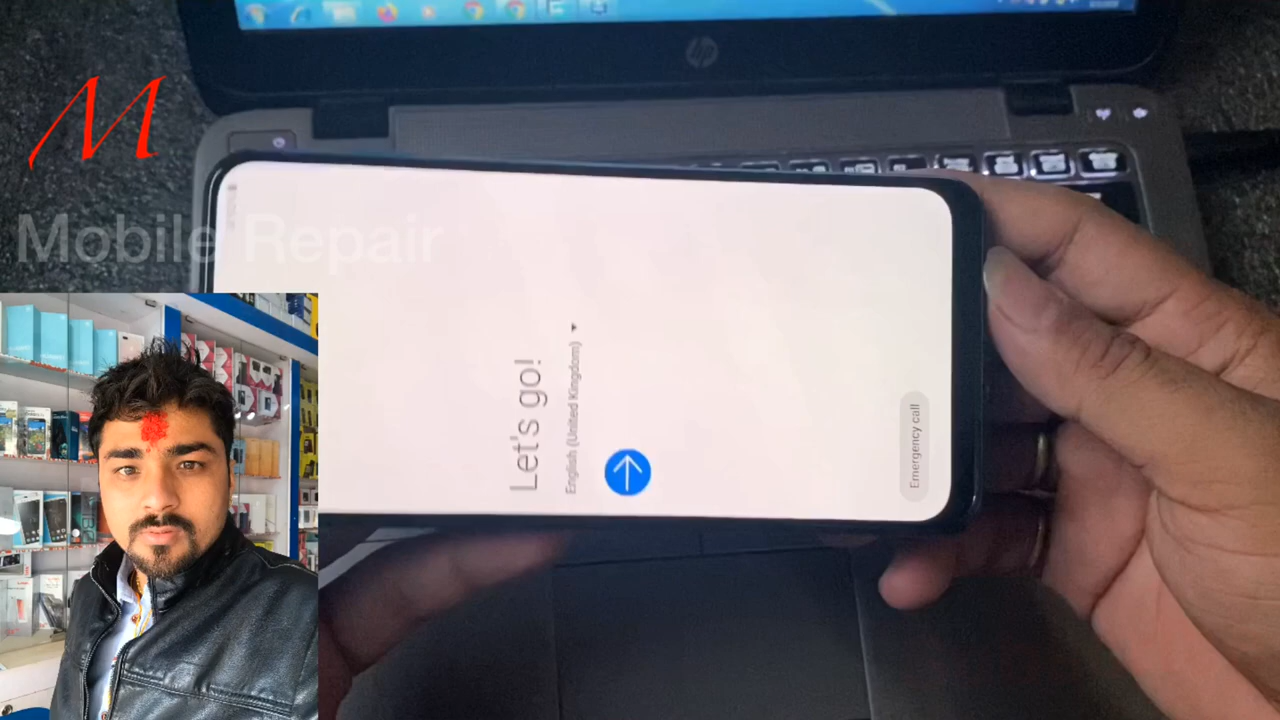 M
Mobile Repair
hp
Let's go!
English (United Kingdom)
Emergency call